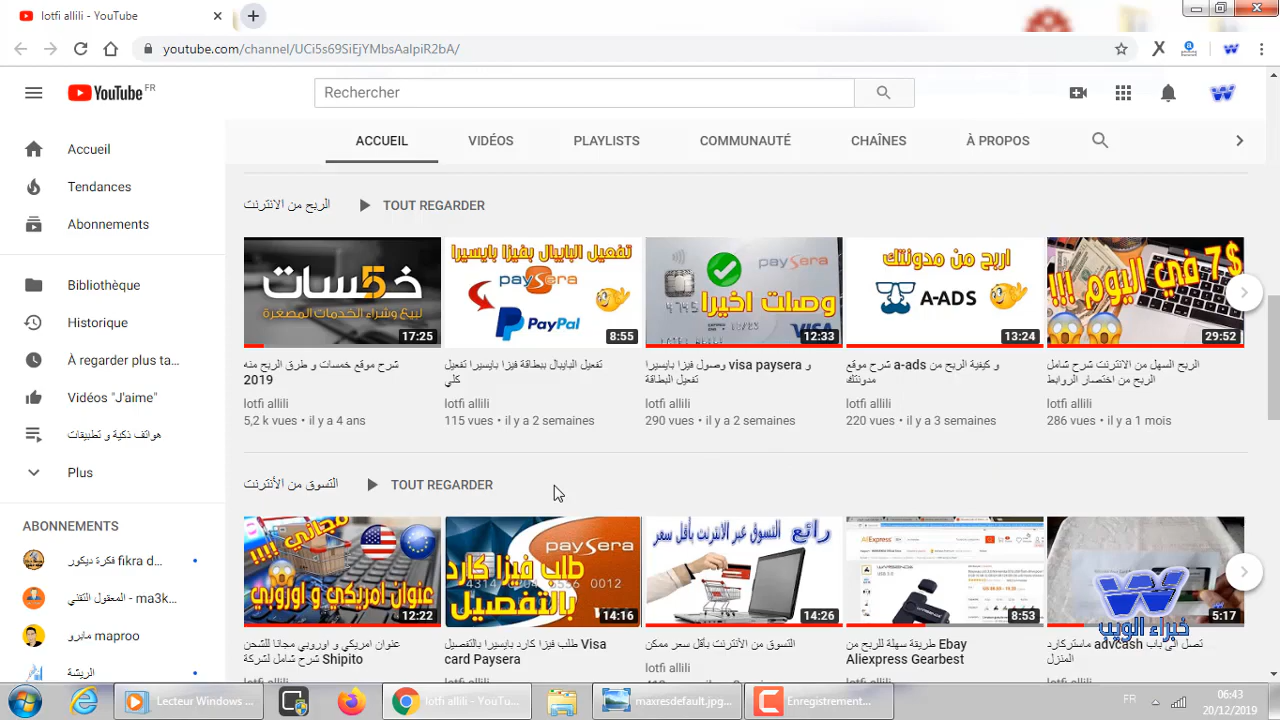 lotfi allili - YouTube
youtube.com/channel/UCi5s69SiEjYMbsAalpiR2bA/
YouTube FR
Rechercher
ACCUEIL VIDÉOS PLAYLISTS COMMUNAUTÉ CHAÎNES À PROPOS
Accueil
Tendances
Abonnements
Bibliothèque
Historique
À regarder plus ta...
Vidéos "J'aime"
هواتف ذكية و تطبيقات
Plus
ABONNEMENTS
فكرة ديكور fikra d...
المعقول التقني - ma3k...
مابرو maproo
الريشة
الربح من الانترنت TOUT REGARDER
خمسات
لبيع وشراء الخدمات المصغرة
17:25
تفعيل البايبال بفيزا بايسيرا
paysera
PayPal
8:55
paysera
وصلت اخيرا
4745
VISA
12:33
اربح من مدونتك
A-ADS
13:24
7$ في اليوم !!!
29:52
شرح موقع خمسات و طرق الربح منه
2019
lotfi allili
5,2 k vues • il y a 4 ans
تفعيل البايبال ببطاقة فيزا بايسيرا تفعيل
كلي
lotfi allili
115 vues • il y a 2 semaines
وصول فيزا بايسيرا visa paysera و
تفعيل البطاقة
lotfi allili
290 vues • il y a 2 semaines
شرح موقع a-ads و كيفية الربح من
مدونتك
lotfi allili
220 vues • il y a 3 semaines
الربح السهل من الانترنت شرح شامل
الربح من اختصار الروابط
lotfi allili
286 vues • il y a 1 mois
التسوق من الأنترنت TOUT REGARDER
مجانا
عنوان امريكي و اوروبي
12:22
paysera
طلب فيزا كارد
بالتفصيل
0012
14:16
رائع التسوق عبر الانترنت بأقل سعر
14:26
AliExpress
8:53
خبراء الويب
5:17
عنوان امريكي و اوروبي مجانا للشحن
شرح شامل لشركة Shipito
طلب فيزا كارد بايسيرا بالتفصيل Visa
card Paysera
التسوق من الأنترنت بأقل سعر ممكن
lotfi allili
طريقة سهلة للربح من Ebay
Aliexpress Gearbest
ماستركارد advcash تصل الى باب
المنزل
Lecteur Windows ...
lotfi allili - YouTu...
maxresdefault.jpg...
Enregistrement...
FR
06:43
20/12/2019